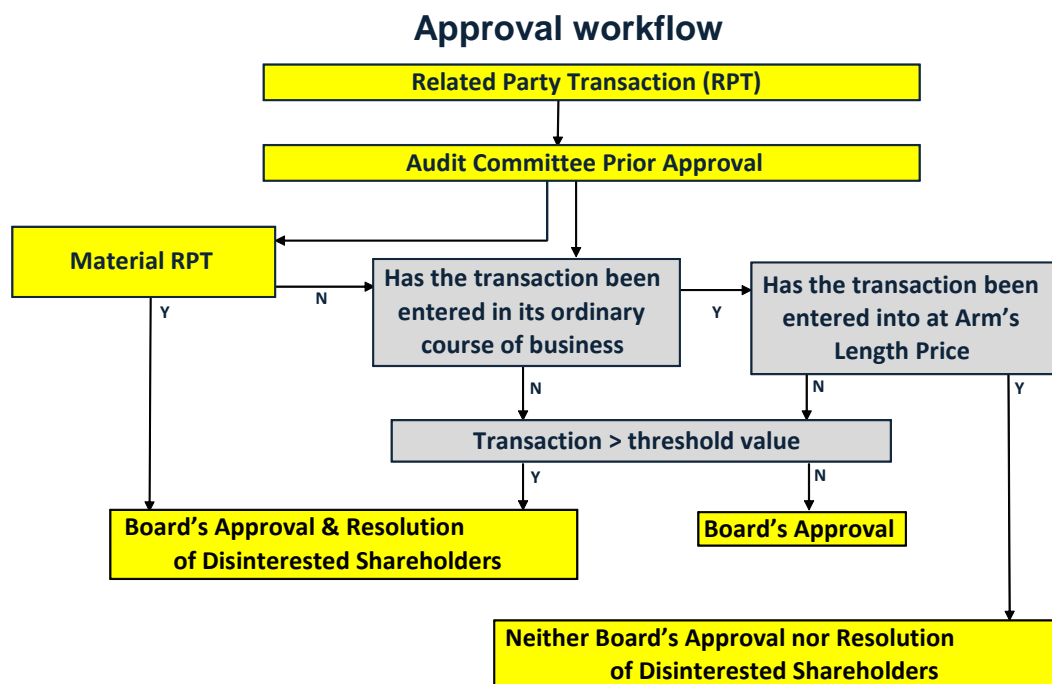 Approval workflow
Related Party Transaction (RPT)
Audit Committee Prior Approval
Material RPT
N
Y
Has the transaction been
entered in its ordinary
course of business
Y
Has the transaction been
entered into at Arm's
Length Price
N
N
Y
Transaction > threshold value
Y
N
Board's Approval & Resolution
of Disinterested Shareholders
Board's Approval
Neither Board's Approval nor Resolution
of Disinterested Shareholders